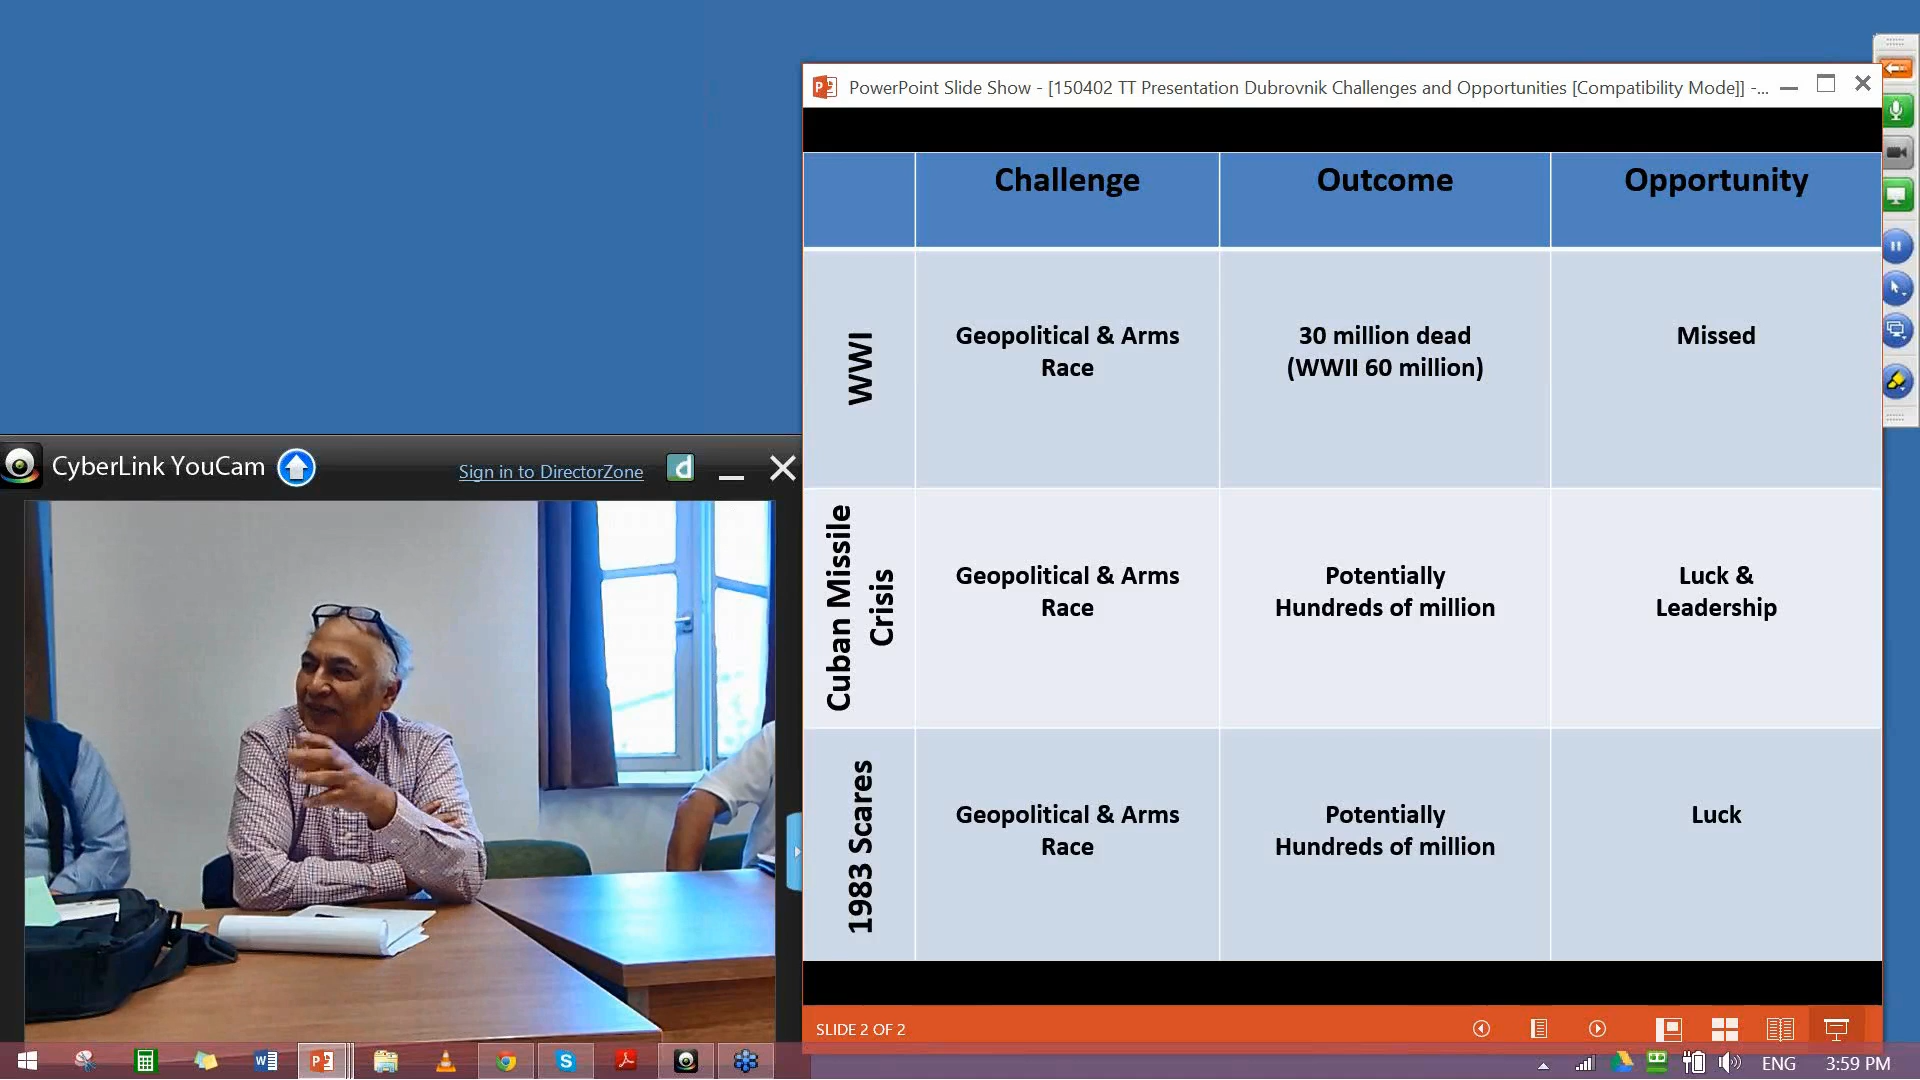 PowerPoint Slide Show - [150402 TT Presentation Dubrovnik Challenges and Opportunities [Compatibility Mode]] -...
Challenge
Outcome
Opportunity
WWI
Geopolitical & Arms
Race
30 million dead
(WWII 60 million)
Missed
Cuban Missile
Crisis
Geopolitical & Arms
Race
Potentially
Hundreds of million
Luck &
Leadership
1983 Scares
Geopolitical & Arms
Race
Potentially
Hundreds of million
Luck
SLIDE 2 OF 2
CyberLink YouCam
Sign in to DirectorZone
d
ENG
3:59 PM